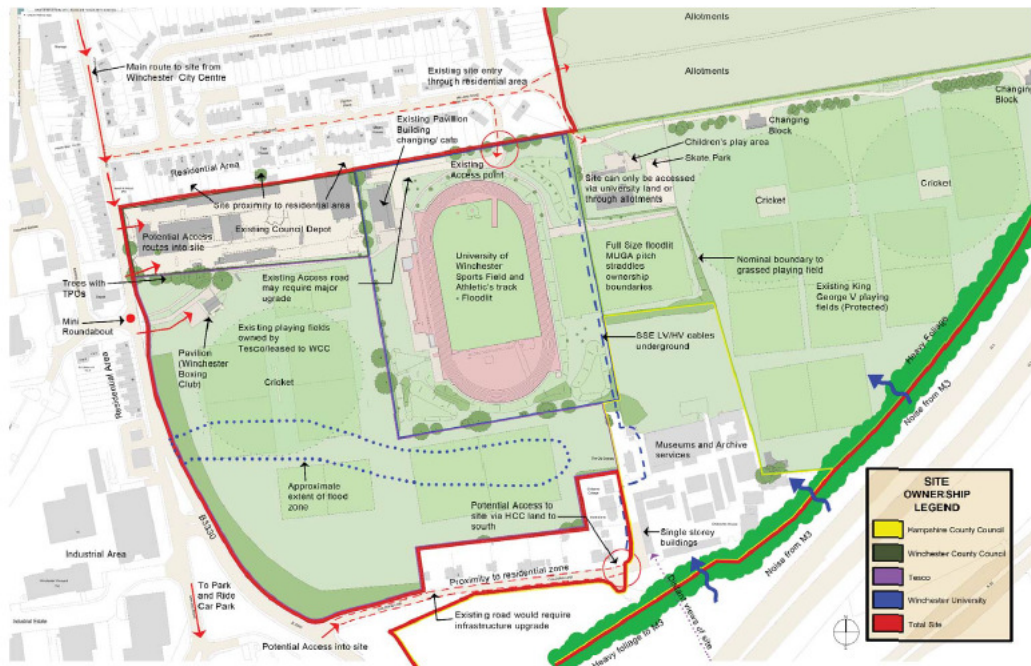 Main route to site from
Winchester City Centre
Existing site entry
through residential area
Allotments
Allotments
Existing Pavillion
Building
changing/ cafe
Changing
Block
Changing
Block
Children's play area
Skate Park
Residential Area
Existing
Access point
Site can only be accessed
via university land or
through allotments
Site proximity to residential area
Existing Council Depot
Potential Access
routes into site
Cricket
Cricket
University of
Winchester
Sports Field and
Athletic's track
- Floodlit
Full Size floodlit
MUGA pitch
straddles
ownership
boundaries
Nominal boundary to
grassed playing field
Trees with
TPOs
Existing Access road
may require major
ugrade
Existing King
George V playing
fields (Protected)
Mini
Roundabout
Existing playing fields
owned by
Tesco/leased to WCC
SSE LV/HV cables
underground
Heavy Foliage
Pavilion
(Winchester
Boxing
Club)
Cricket
Residential Area
Noise from M3
Museums and Archive
services
Approximate
extent of flood
zone
Potential Access to
site via HCC land to
south
Single storey
buildings
Noise from M3
B3330
Industrial Area
Proximity to residential zone
Distant views of site
To Park
and Ride
Car Park
Existing road would require
infrastructure upgrade
Industrial Estate
Potential Access into site
Heavy foliage to M3
SITE
OWNERSHIP
LEGEND
Hampshire County Council
Winchester County Council
Tesco
Winchester University
Total Site